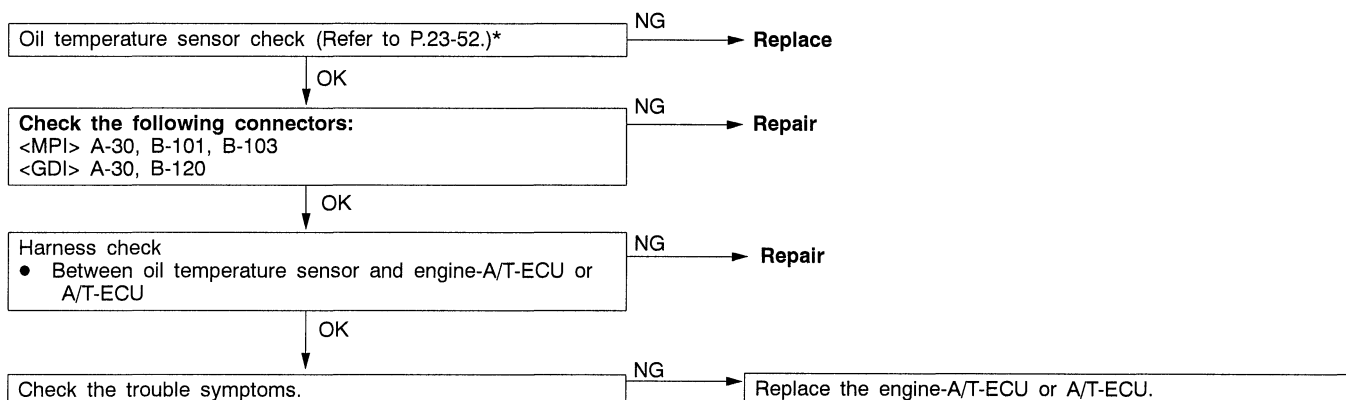 Oil temperature sensor check (Refer to P.23-52.)*
NG
Replace
OK
Check the following connectors:
<MPI> A-30, B-101, B-103
<GDI> A-30, B-120
NG
Repair
OK
Harness check
● Between oil temperature sensor and engine-A/T-ECU or
A/T-ECU
NG
Repair
OK
Check the trouble symptoms.
NG
Replace the engine-A/T-ECU or A/T-ECU.